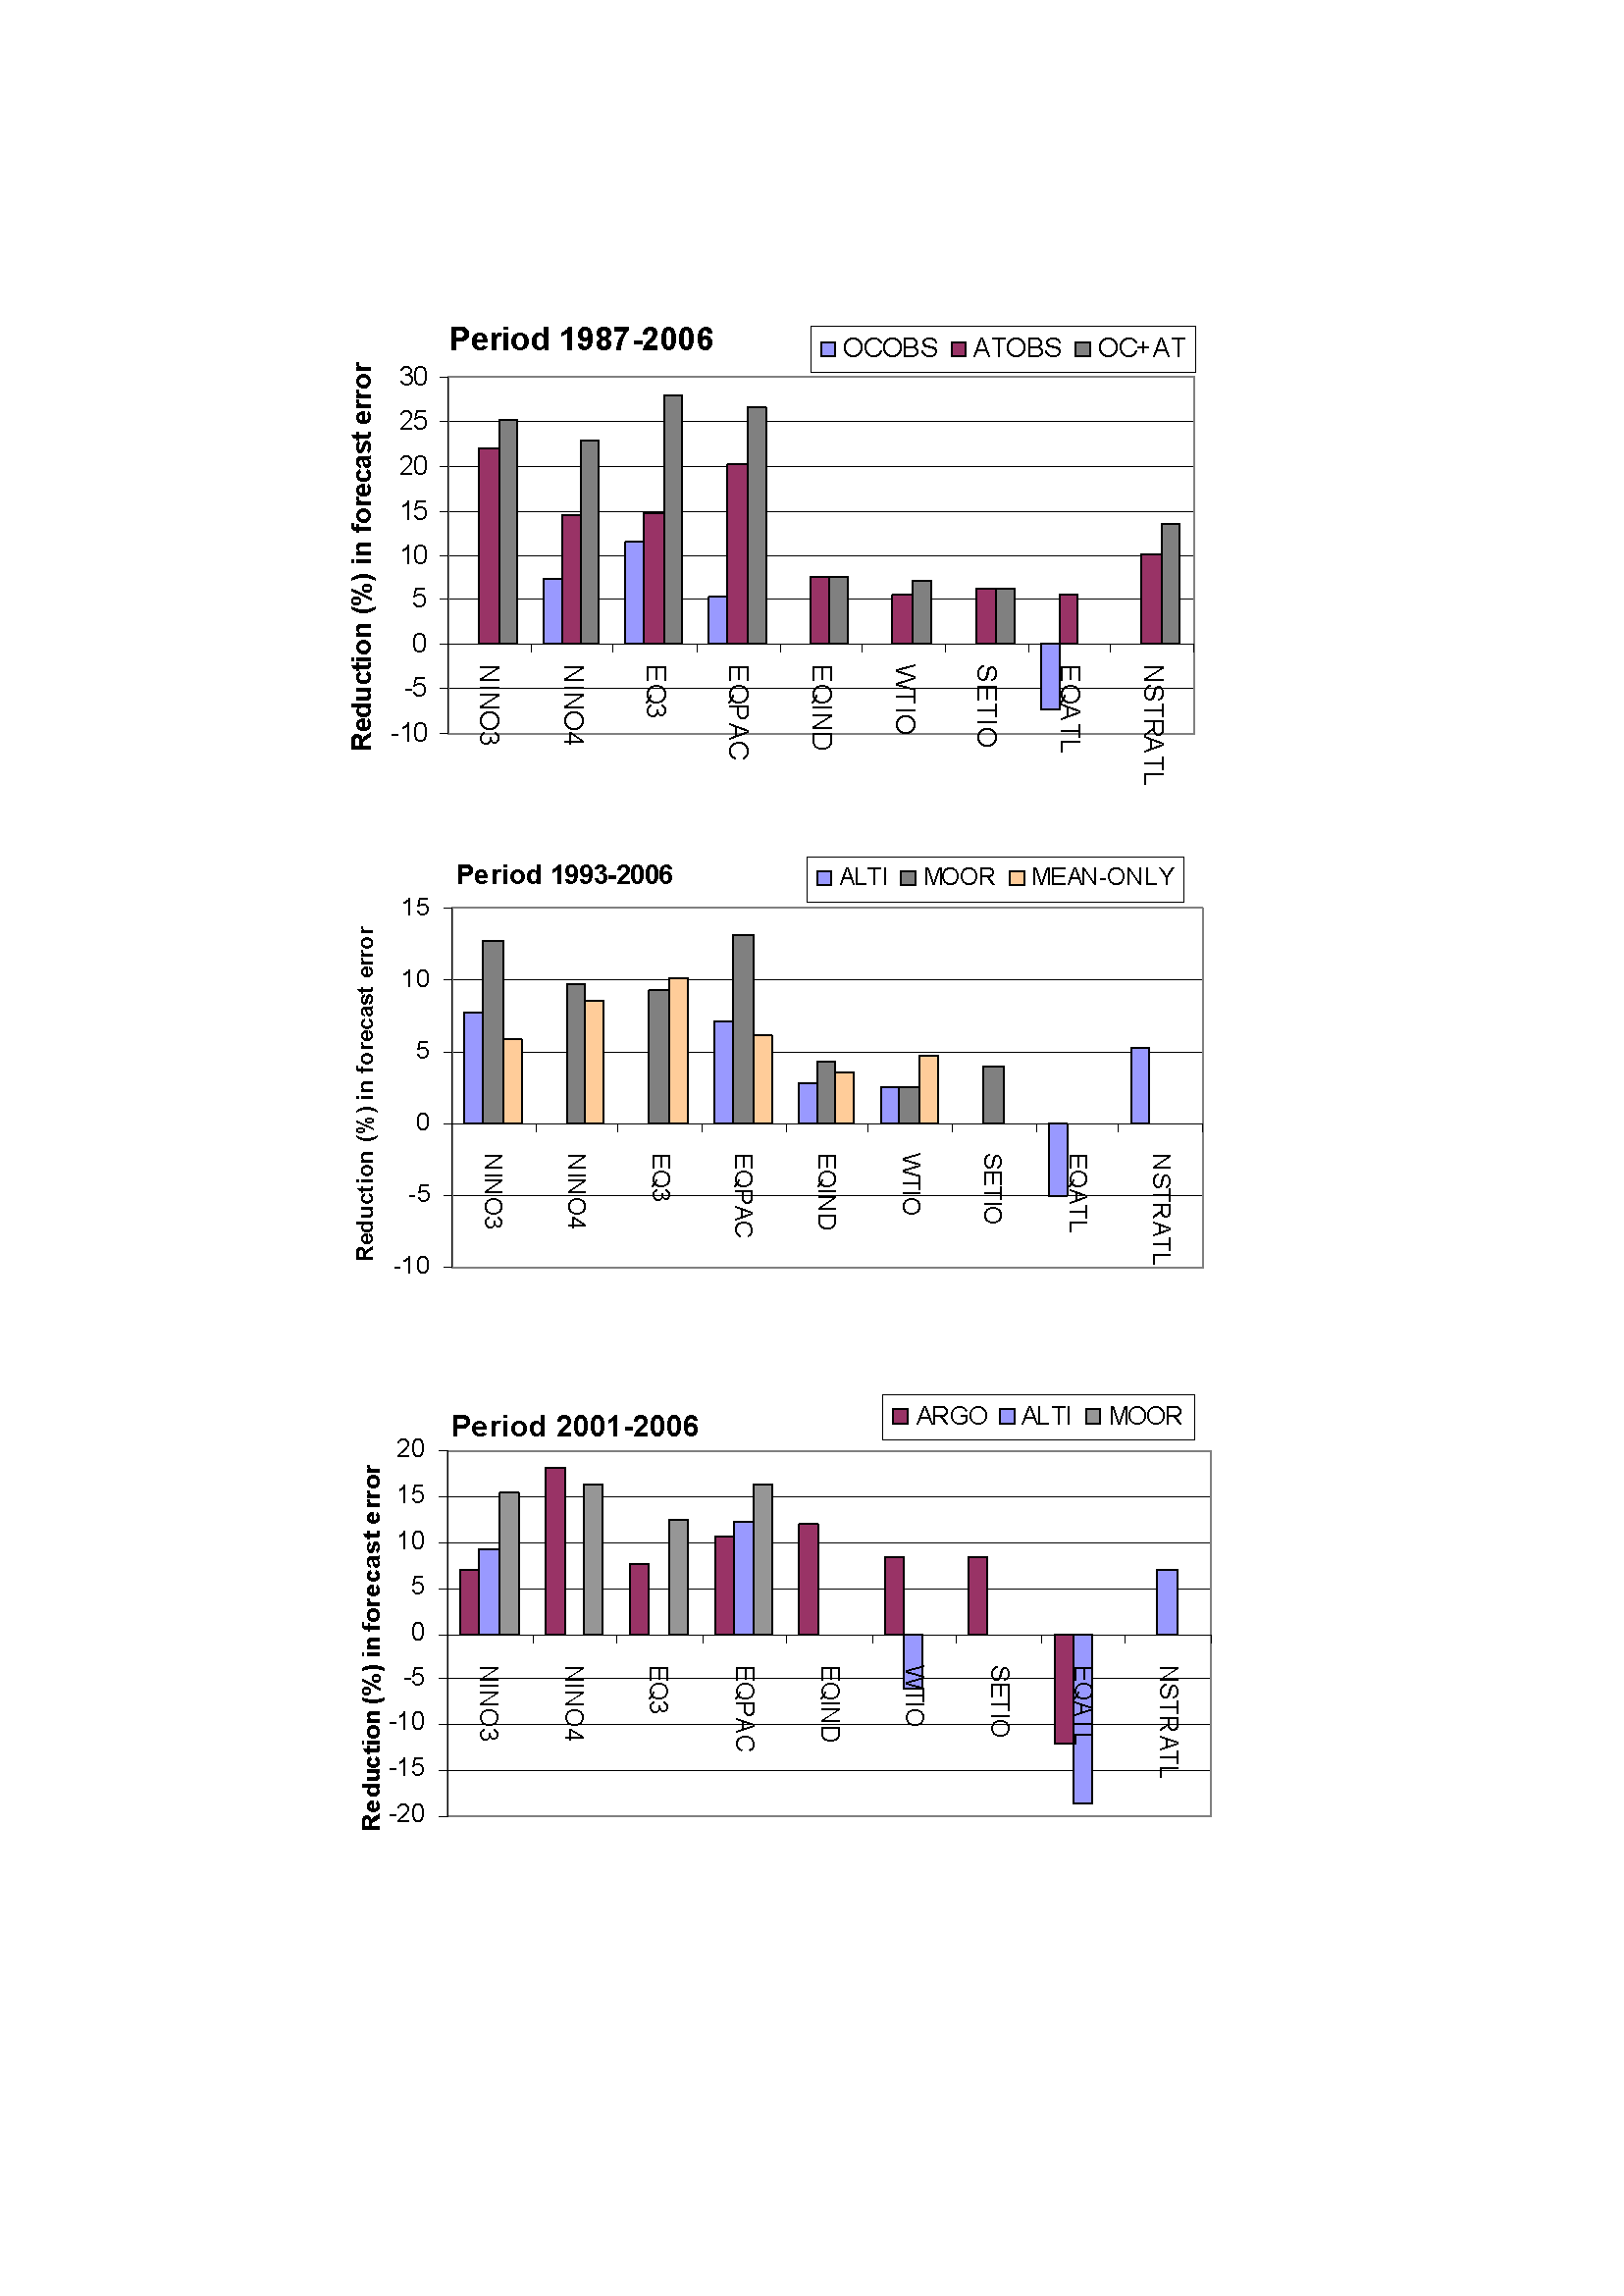 Period 1987-2006
OCOBS ATOBS OC+AT
Reduction (%) in forecast error
30
25
20
15
10
5
0
-5
-10
NINO3 NINO4 EQ3 EQPAC EQIND WTIO SETIO EQATL NSTRATL
Period 1993-2006
ALTI MOOR MEAN-ONLY
Reduction (%) in forecast error
15
10
5
0
-5
-10
NINO3 NINO4 EQ3 EQPAC EQIND WTIO SETIO EQATL NSTRATL
Period 2001-2006
ARGO ALTI MOOR
Reduction (%) in forecast error
20
15
10
5
0
-5
-10
-15
-20
NINO3 NINO4 EQ3 EQPAC EQIND WTIO SETIO EQATL NSTRATL